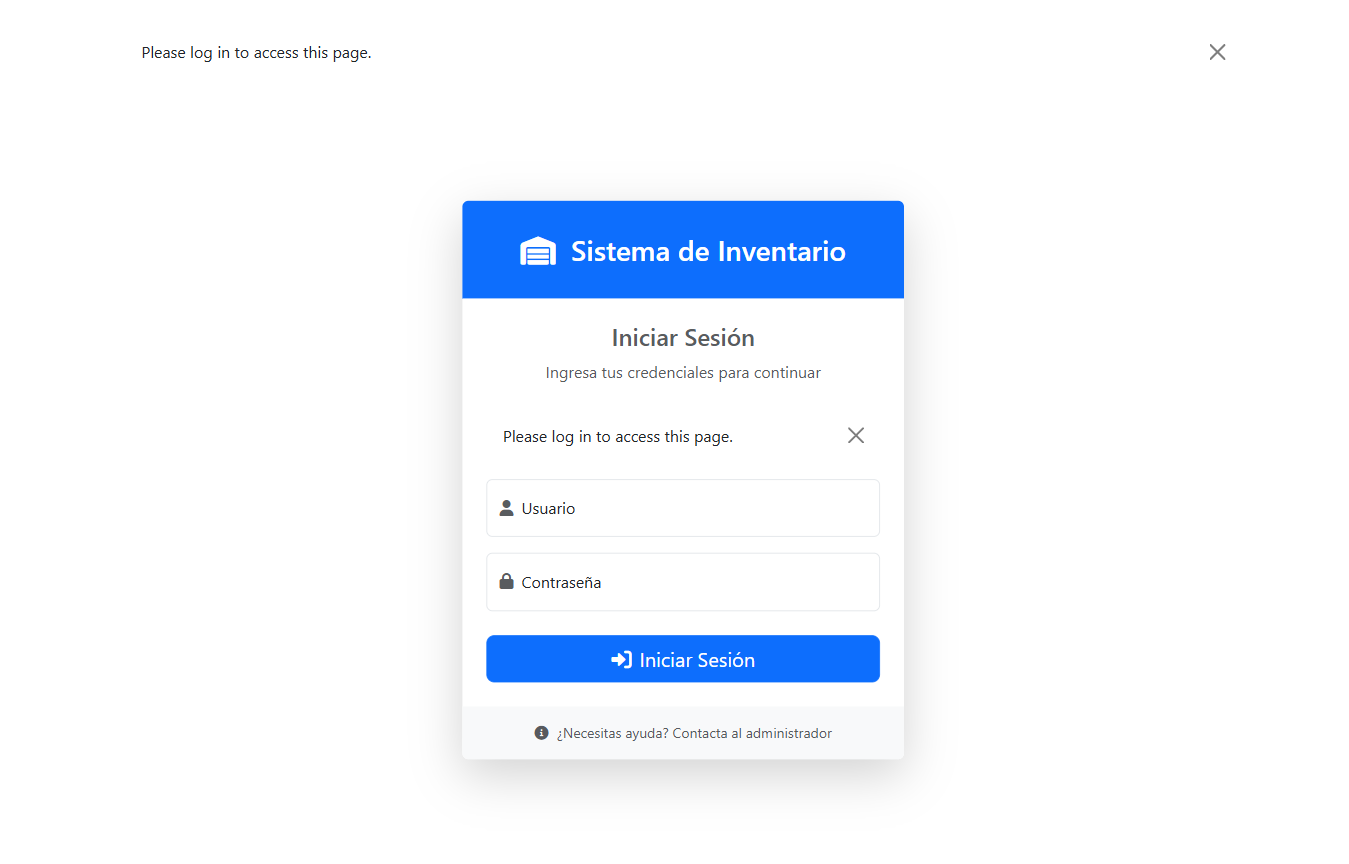 Please log in to access this page.
Sistema de Inventario
Iniciar Sesión
Ingresa tus credenciales para continuar
Please log in to access this page.
Usuario
Contraseña
Iniciar Sesión
¿Necesitas ayuda? Contacta al administrador